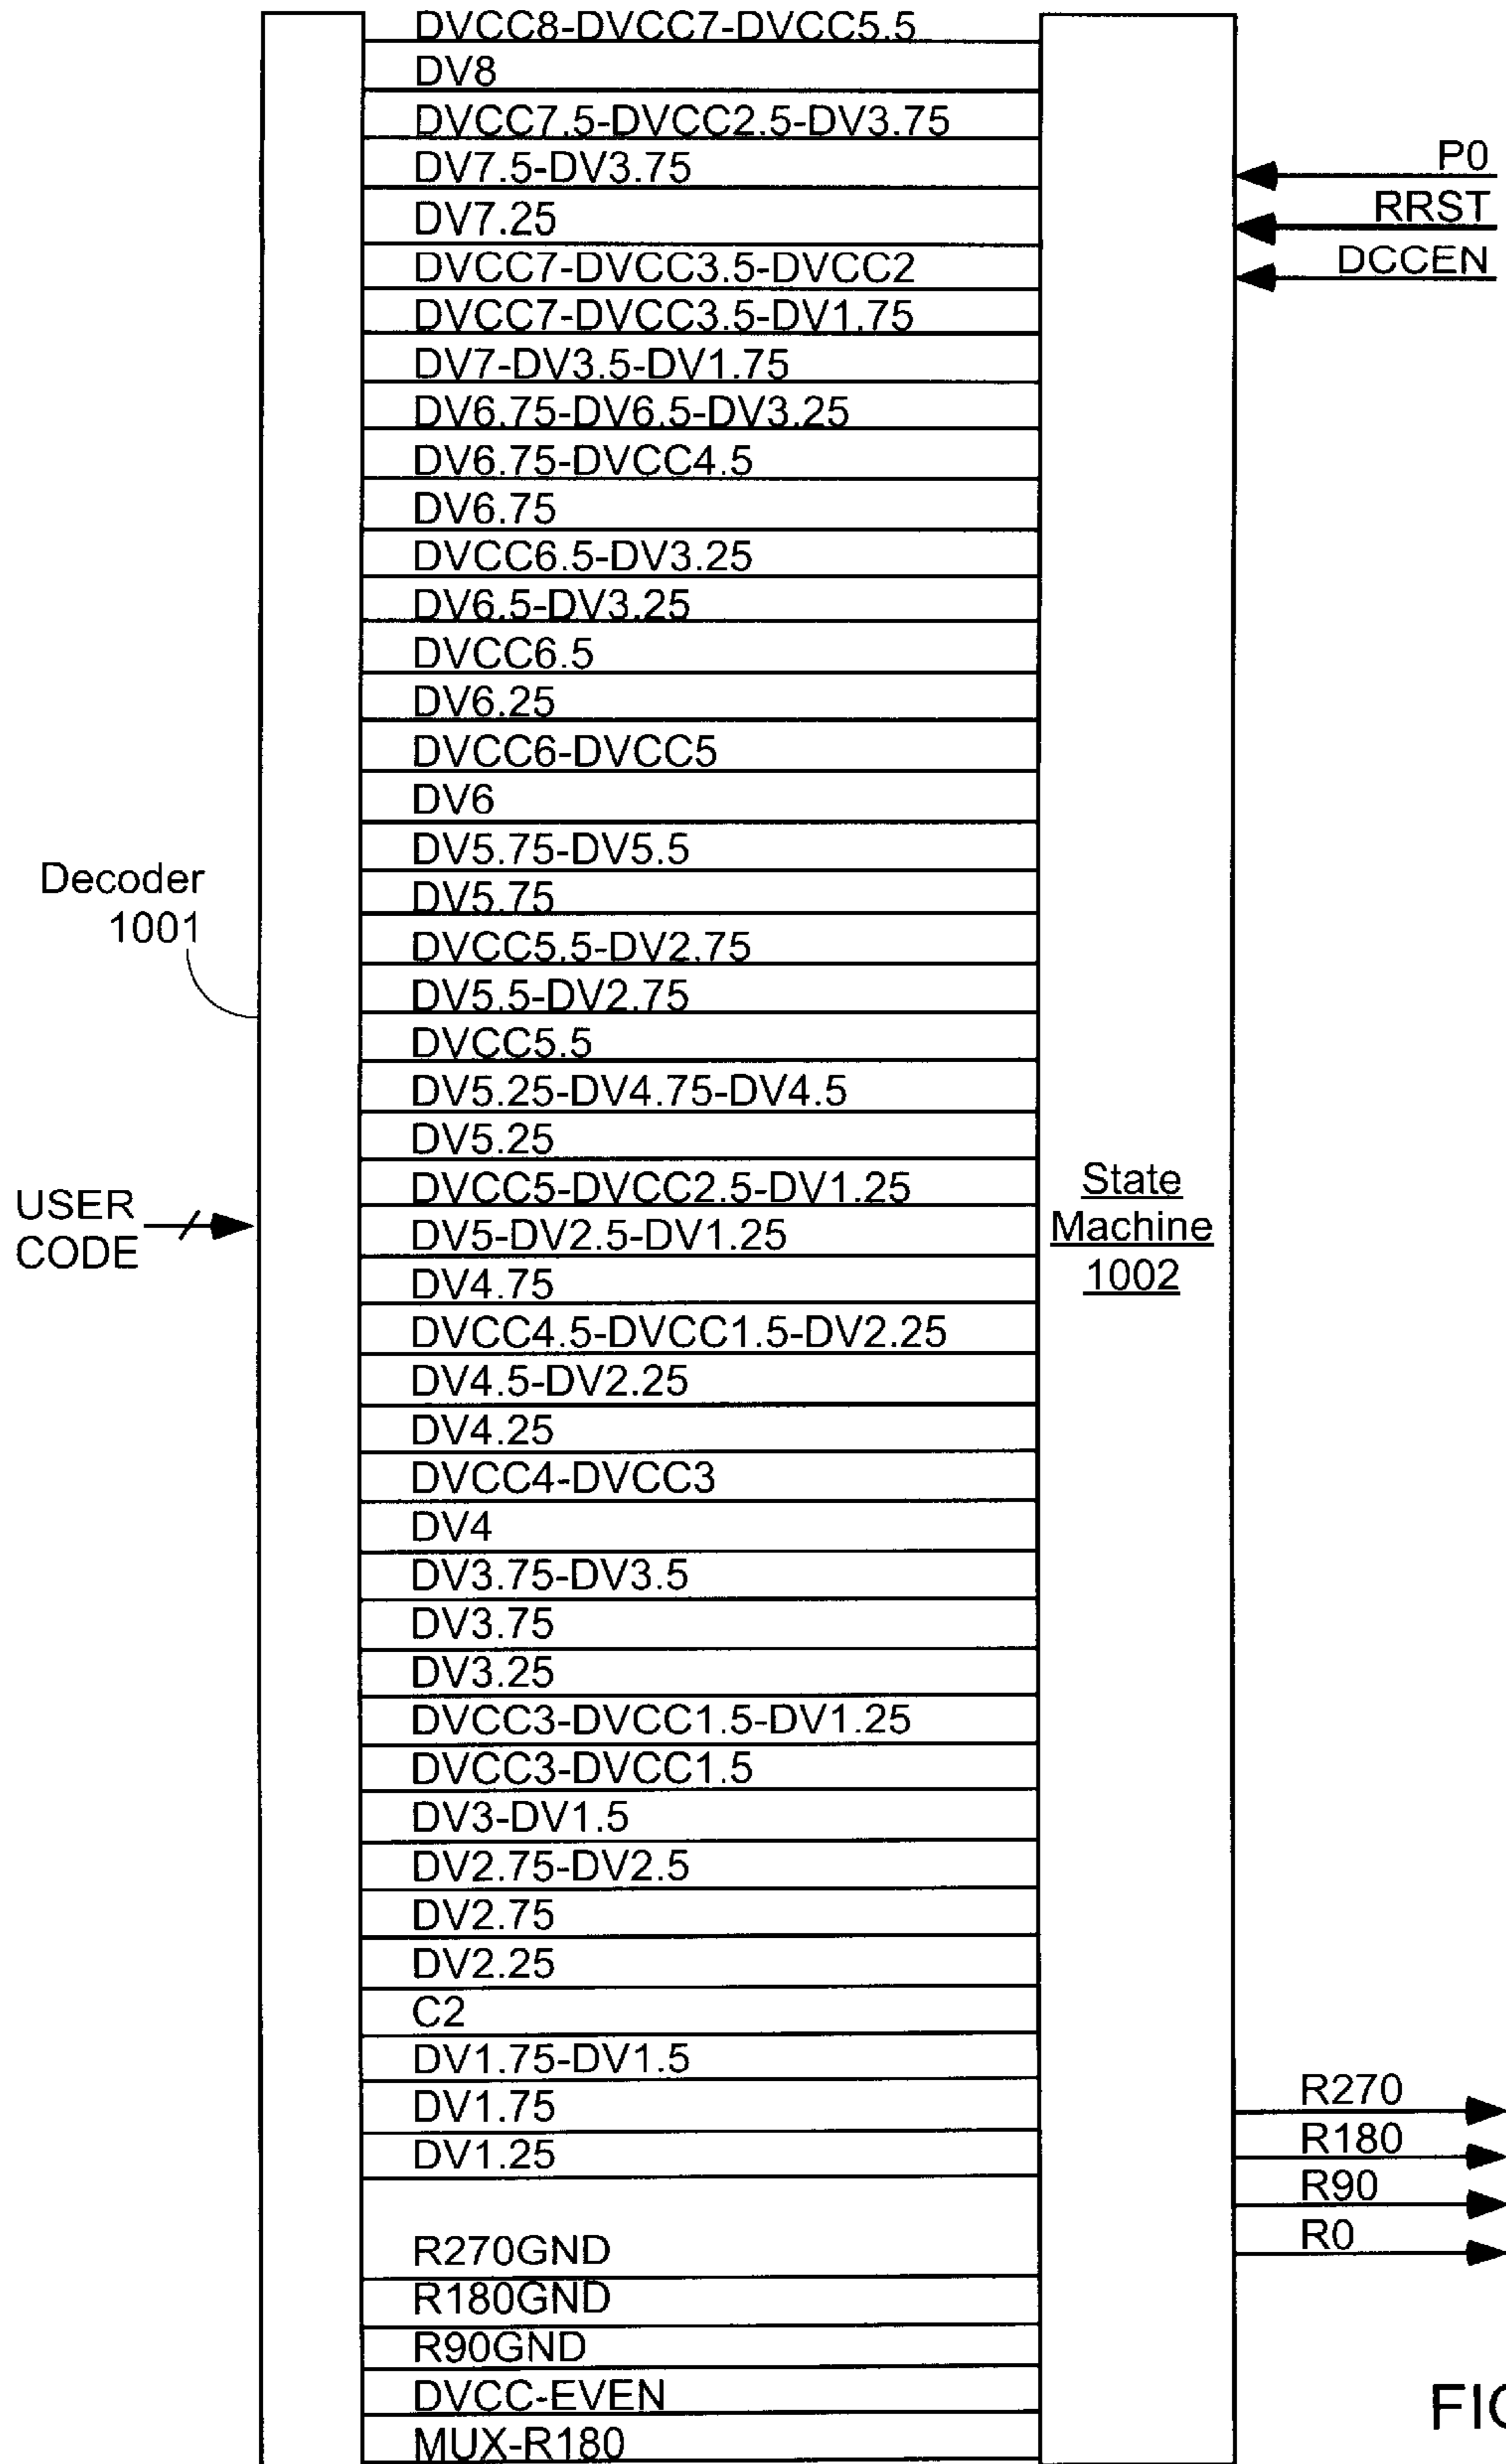 DVCC8-DVCC7-DVCC5.5
DV8
DVCC7.5-DVCC2.5-DV3.75
DV7.5-DV3.75
DV7.25
DVCC7-DVCC3.5-DVCC2
DVCC7-DVCC3.5-DV1.75
DV7-DV3.5-DV1.75
DV6.75-DV6.5-DV3.25
DV6.75-DVCC4.5
DV6.75
DVCC6.5-DV3.25
DV6.5-DV3.25
DVCC6.5
DV6.25
DVCC6-DVCC5
DV6
DV5.75-DV5.5
DV5.75
DVCC5.5-DV2.75
DV5.5-DV2.75
DVCC5.5
DV5.25-DV4.75-DV4.5
DV5.25
DVCC5-DVCC2.5-DV1.25
DV5-DV2.5-DV1.25
DV4.75
DVCC4.5-DVCC1.5-DV2.25
DV4.5-DV2.25
DV4.25
DVCC4-DVCC3
DV4
DV3.75-DV3.5
DV3.75
DV3.25
DVCC3-DVCC1.5-DV1.25
DVCC3-DVCC1.5
DV3-DV1.5
DV2.75-DV2.5
DV2.75
DV2.25
C2
DV1.75-DV1.5
DV1.75
DV1.25
R270GND
R180GND
R90GND
DVCC-EVEN
MUX-R180
Decoder
1001
USER
CODE
State
Machine
1002
P0
RRST
DCCEN
R270
R180
R90
R0